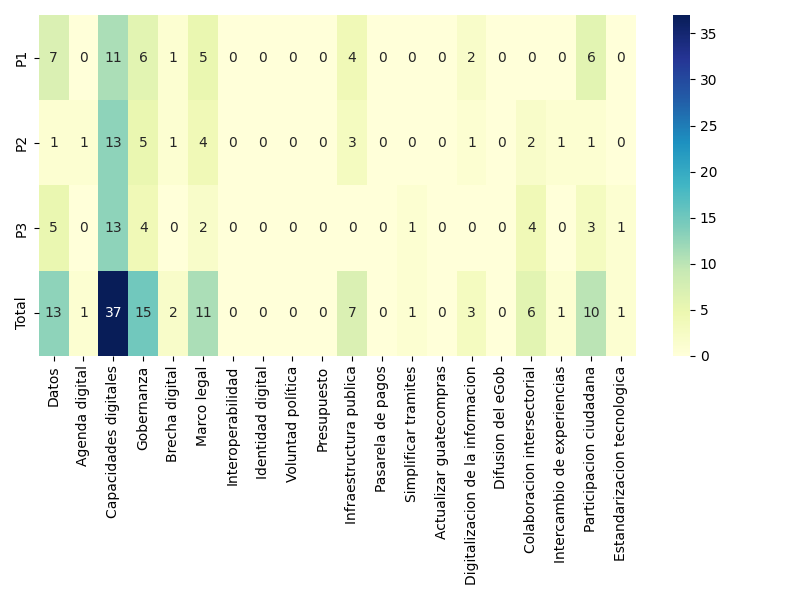 P1 7 0 11 6 1 5 0 0 0 0 4 0 0 0 2 0 0 0 6 0
P2 1 1 13 5 1 4 0 0 0 0 3 0 0 0 1 0 2 1 1 0
P3 5 0 13 4 0 2 0 0 0 0 0 0 1 0 0 0 4 0 3 1
Total 13 1 37 15 2 11 0 0 0 0 7 0 1 0 3 0 6 1 10 1
Datos
Agenda digital
Capacidades digitales
Gobernanza
Brecha digital
Marco legal
Interoperabilidad
Identidad digital
Voluntad politica
Presupuesto
Infraestructura publica
Pasarela de pagos
Simplificar tramites
Actualizar guatecompras
Digitalizacion de la informacion
Difusion del eGob
Colaboracion intersectorial
Intercambio de experiencias
Participacion ciudadana
Estandarizacion tecnologica
35
30
25
20
15
10
5
0